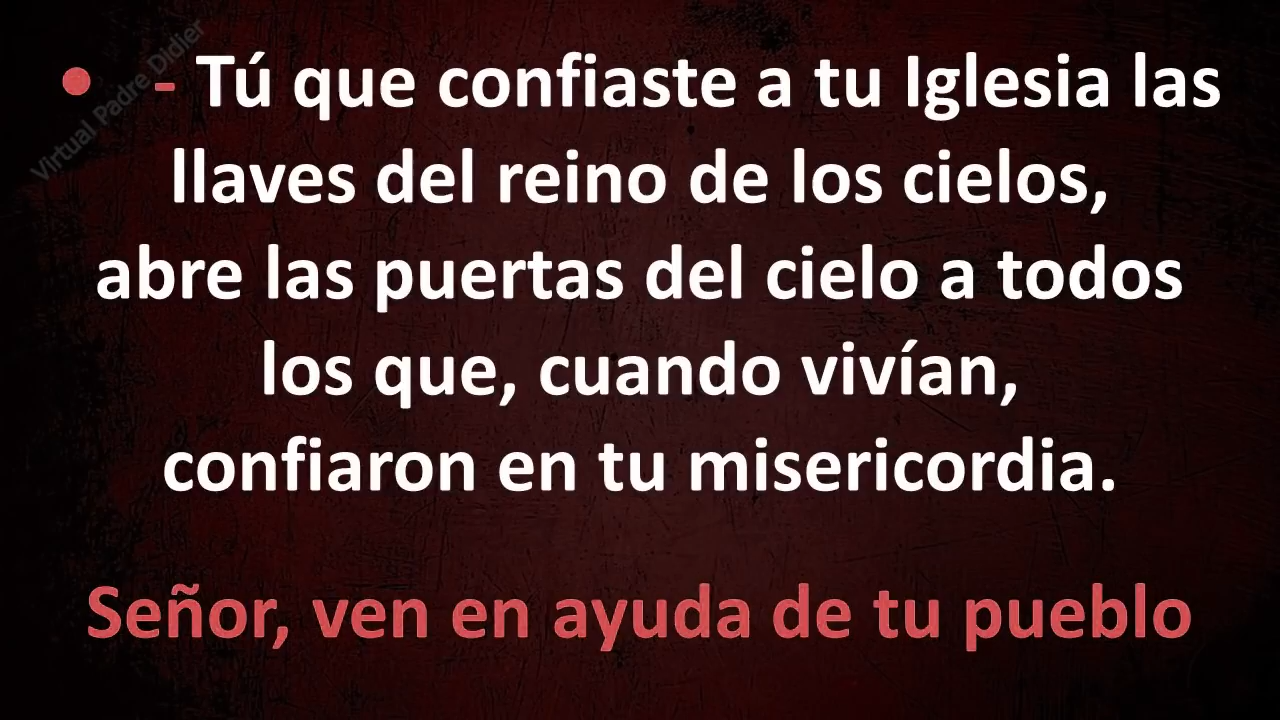 Virtual Padre Didier
• - Tú que confiaste a tu Iglesia las
llaves del reino de los cielos,
abre las puertas del cielo a todos
los que, cuando vivían,
confiaron en tu misericordia.
Señor, ven en ayuda de tu pueblo